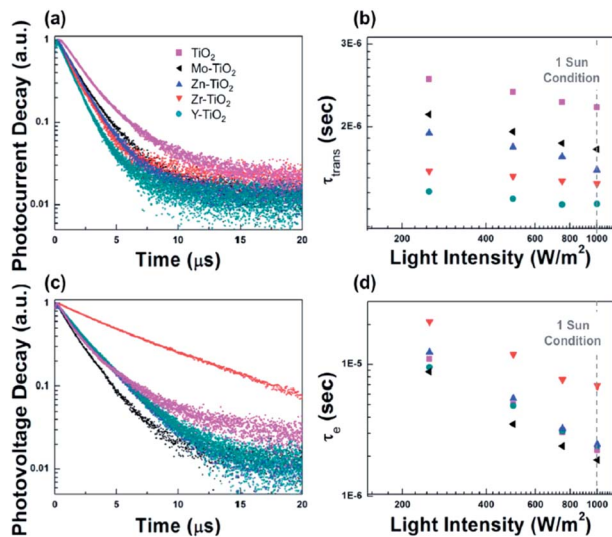 (a)
Photocurrent Decay (a.u.)
1
0.1
0.01
0
5
10
15
20
Time (μs)
TiO₂
Mo-TiO₂
Zn-TiO₂
Zr-TiO₂
Y-TiO₂
(b)
τtrans (sec)
3E-6
2E-6
1 Sun
Condition
200
400
600
800
1000
Light Intensity (W/m²)
(c)
Photovoltage Decay (a.u.)
1
0.1
0.01
0
5
10
15
20
Time (μs)
(d)
τe (sec)
1E-5
1E-6
1 Sun
Condition
200
400
600
800
1000
Light Intensity (W/m²)